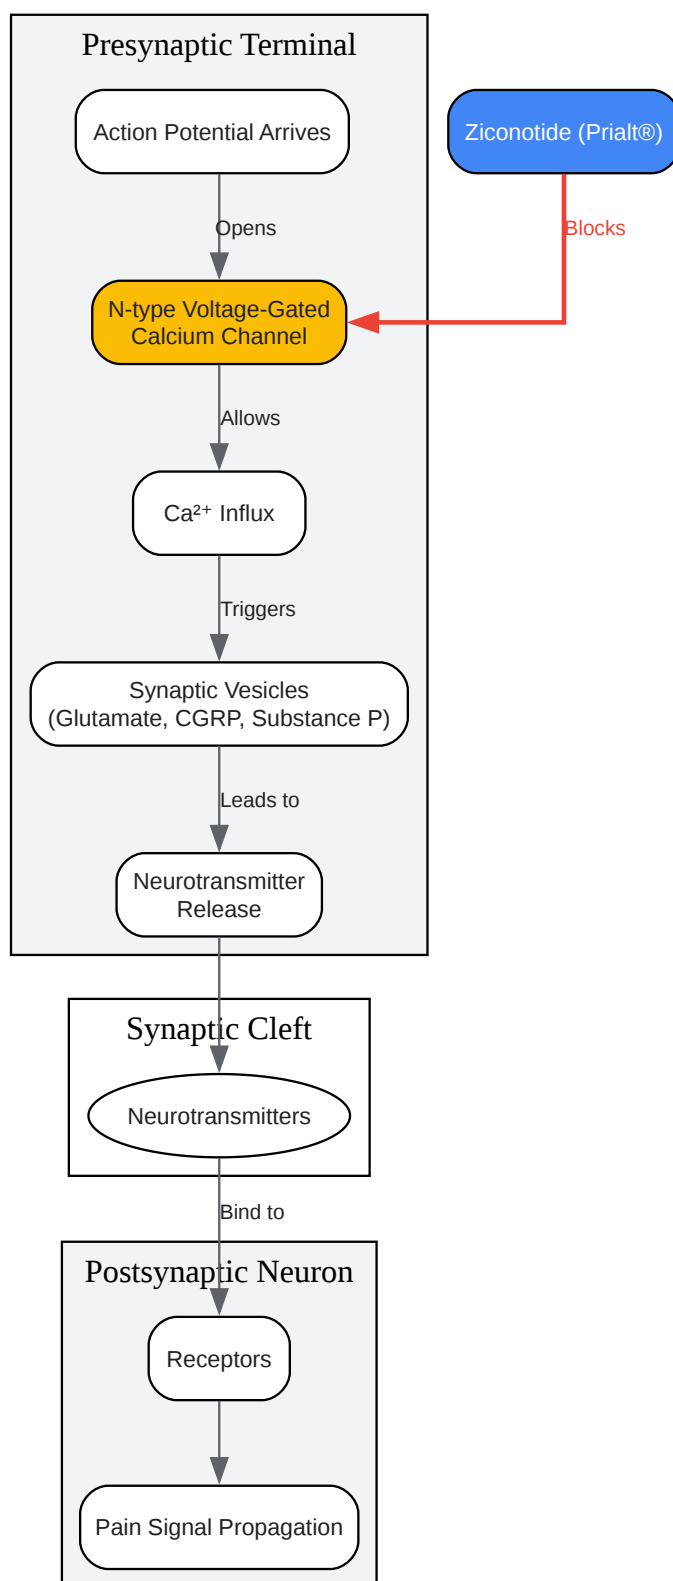 Presynaptic Terminal
Action Potential Arrives
Ziconotide (Prialt®)
Opens
Blocks
N-type Voltage-Gated
Calcium Channel
Allows
Ca²⁺ Influx
Triggers
Synaptic Vesicles
(Glutamate, CGRP, Substance P)
Leads to
Neurotransmitter
Release
Synaptic Cleft
Neurotransmitters
Bind to
Postsynaptic Neuron
Receptors
Pain Signal Propagation